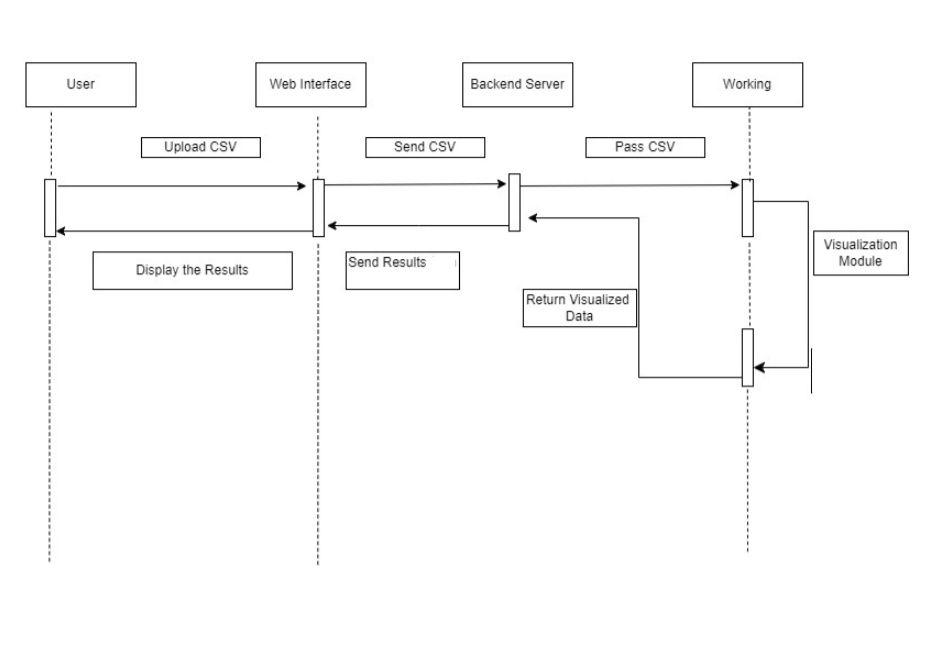 User
Web Interface
Backend Server
Working
Upload CSV
Send CSV
Pass CSV
Visualization
Module
Display the Results
Send Results
Return Visualized
Data